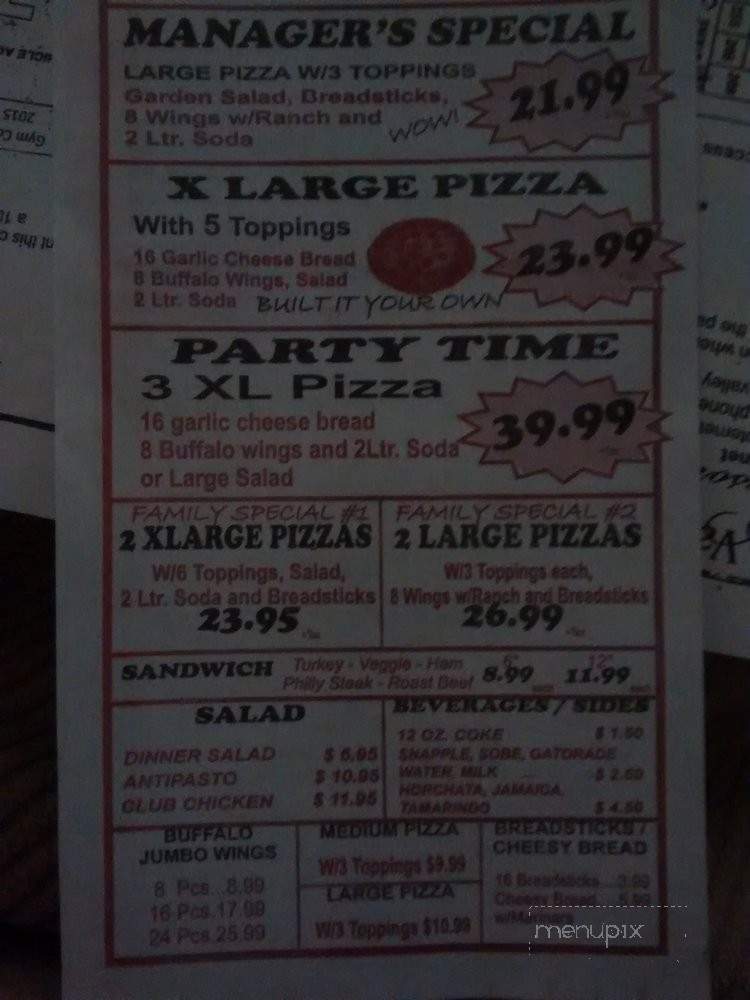 MANAGER'S SPECIAL
LARGE PIZZA W/3 TOPPINGS
Garden Salad, Breadsticks,
8 Wings w/Ranch and
2 Ltr. Soda
WOW!
21.99
X LARGE PIZZA
With 5 Toppings
16 Garlic Cheese Bread
8 Buffalo Wings, Salad
2 Ltr. Soda
BUILT IT YOUR OWN
23.99
PARTY TIME
3 XL Pizza
16 garlic cheese bread
8 Buffalo wings and 2Ltr. Soda
or Large Salad
39.99
FAMILY SPECIAL #1
2 XLARGE PIZZAS
W/6 Toppings, Salad,
2 Ltr. Soda and Breadsticks
23.95
FAMILY SPECIAL #2
2 LARGE PIZZAS
W/3 Toppings each,
8 Wings w/Ranch and Breadsticks
26.99
SANDWICH
Turkey - Veggie - Ham
Philly Steak - Roast Beef
8.99
12"
11.99
SALAD
DINNER SALAD $ 6.95
ANTIPASTO $ 10.95
CLUB CHICKEN $ 11.95
BEVERAGES / SIDES
12 OZ. COKE $ 1.50
SNAPPLE, SOBE, GATORADE
WATER, MILK $ 2.50
HORCHATA, JAMAICA,
TAMARINDO $ 4.50
BUFFALO
JUMBO WINGS
8 Pcs...8.99
16 Pcs.17.99
24 Pcs.25.99
MEDIUM PIZZA
W/3 Toppings $9.99
LARGE PIZZA
W/3 Toppings $10.99
BREADSTICKS /
CHEESY BREAD
16 Breadsticks...3.99
Cheesy Bread
w/Marinara
menupix
2015
Gym